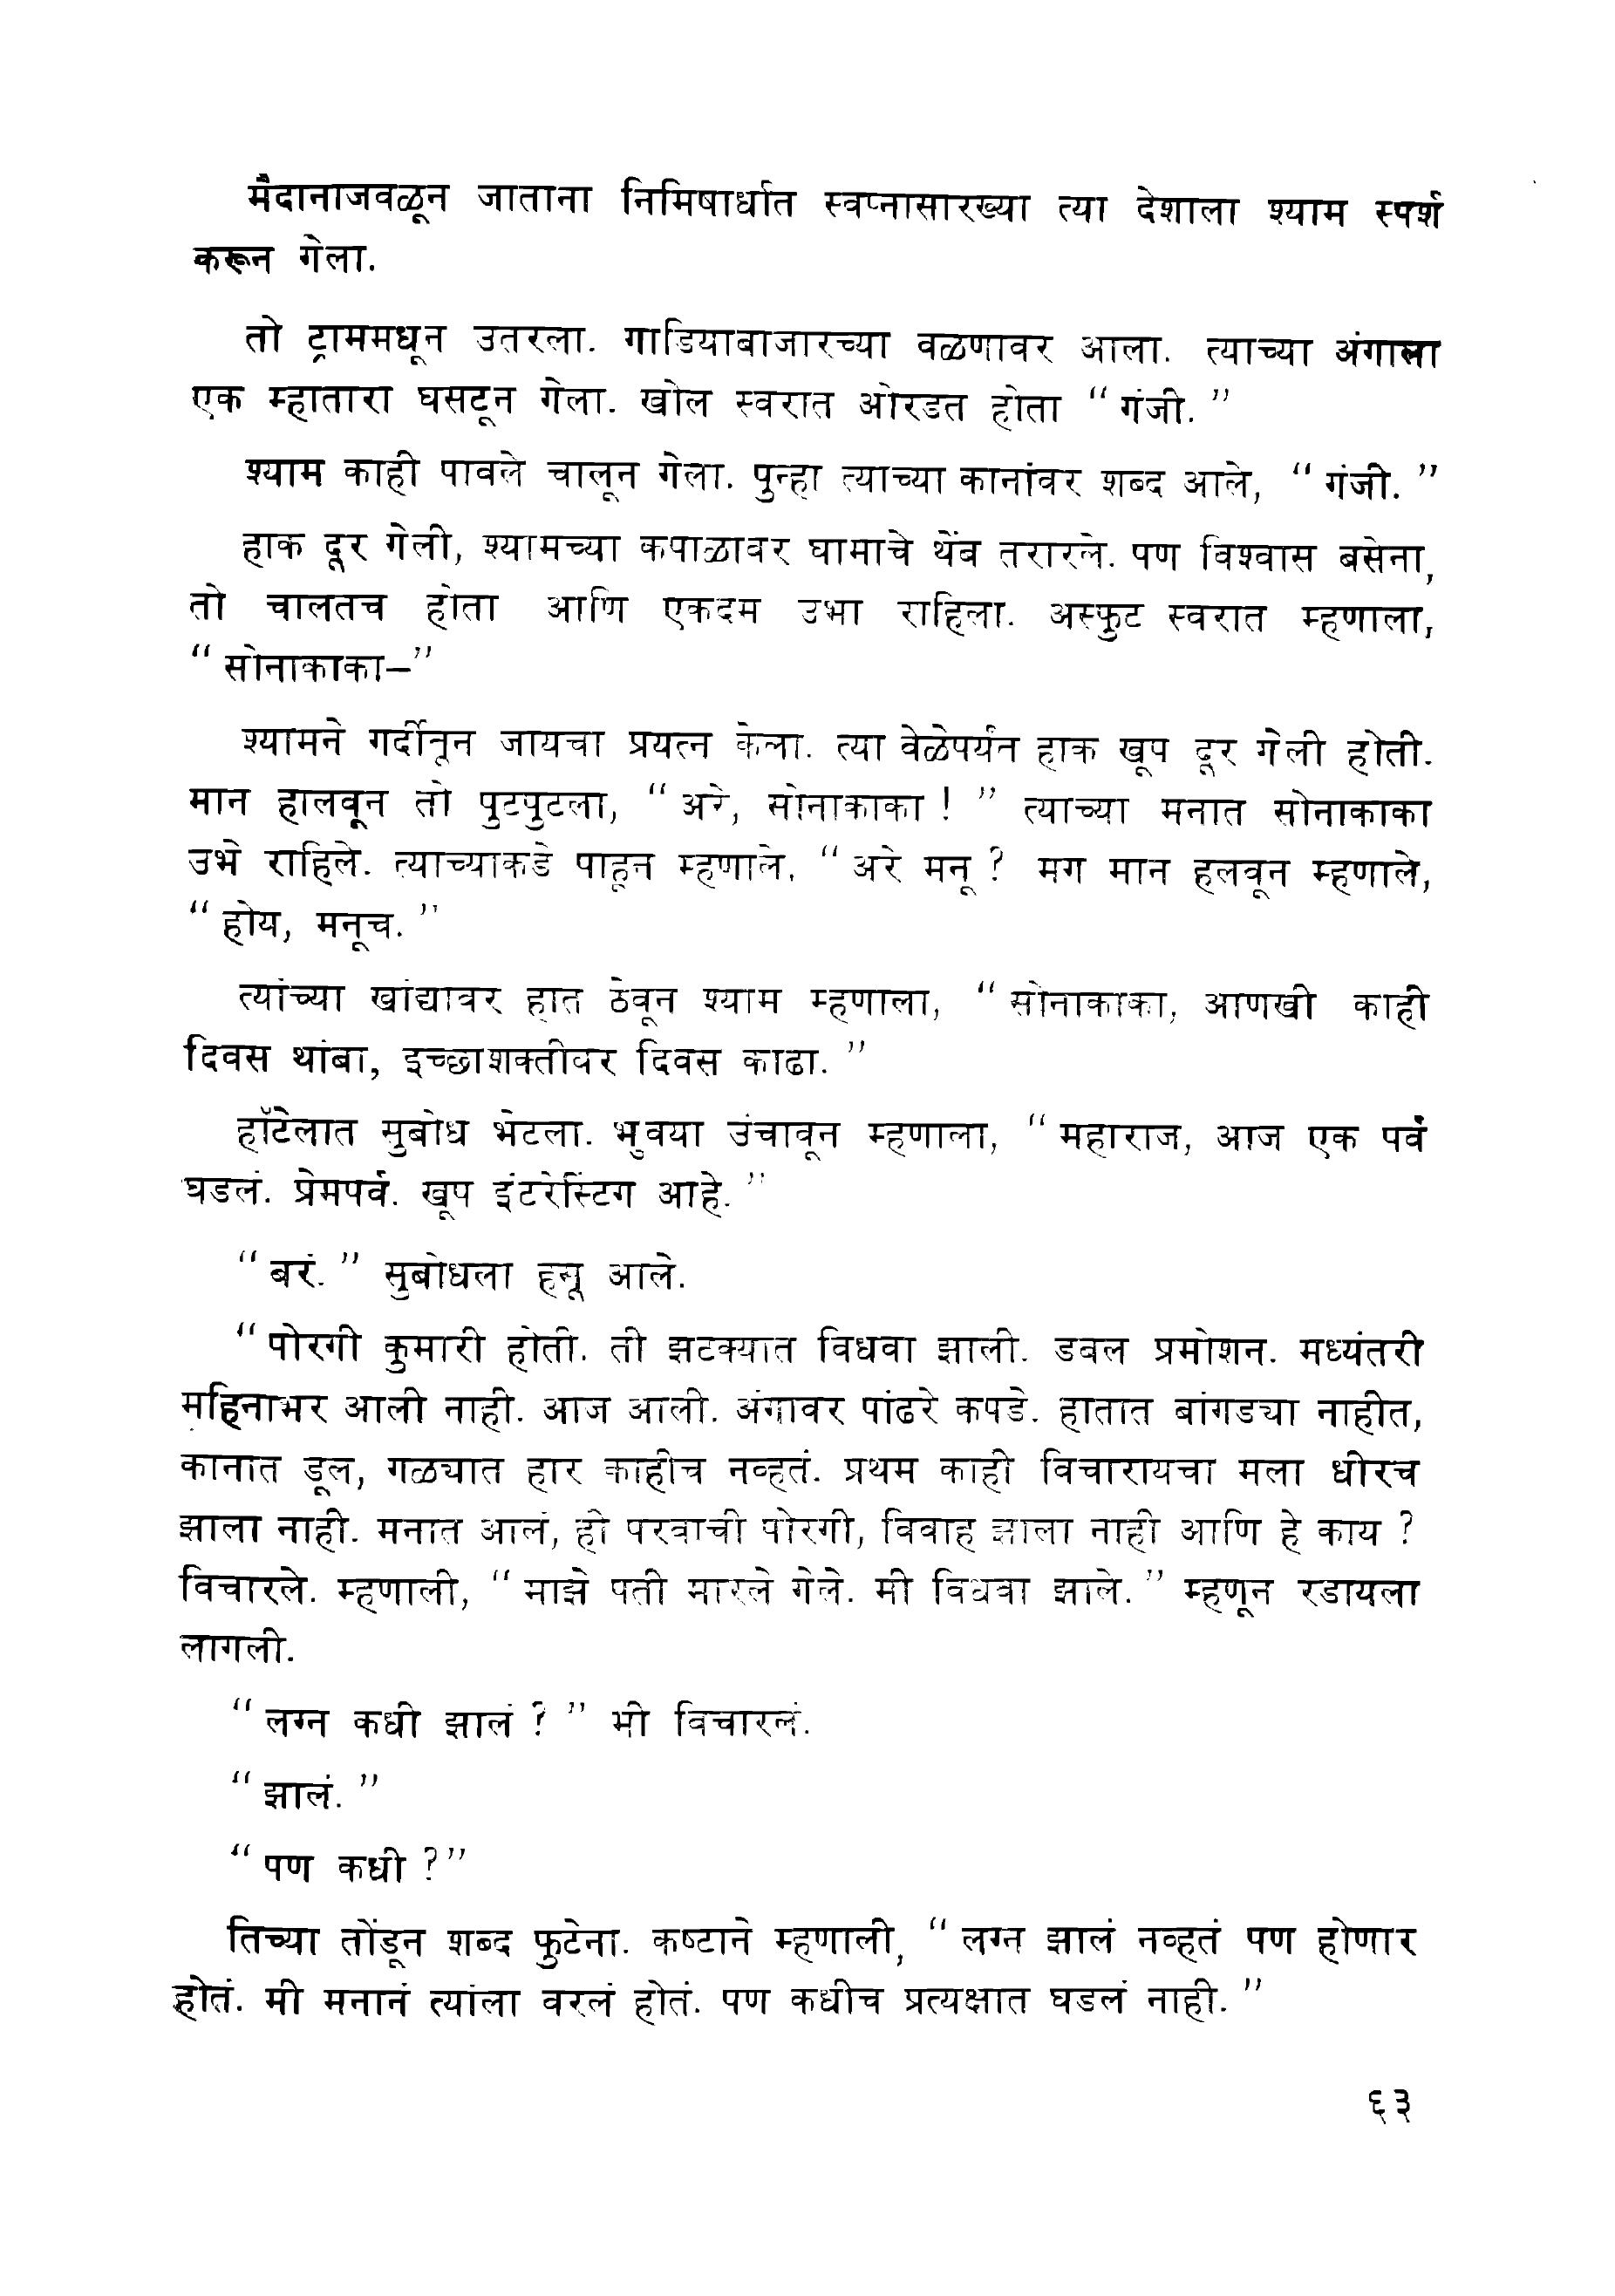 मैदानाजवळून जाताना निमिषार्धात स्वप्नासारख्या त्या देशाला श्याम स्पर्श
करून गेला.
तो ट्राममधून उतरला. गाडियाबाजारच्या वळणावर आला. त्याच्या अंगाला
एक म्हातारा घसटून गेला. खोल स्वरात ओरडत होता “ गंजी. ”
श्याम काही पावले चालून गेला. पुन्हा त्याच्या कानांवर शब्द आले, “ गंजी. ”
हाक दूर गेली, श्यामच्या कपाळावर घामाचे थेंब तरारले. पण विश्वास बसेना,
तो चालतच होता आणि एकदम उभा राहिला. अस्फुट स्वरात म्हणाला,
“ सोनाकाका–”
श्यामने गर्दीतून जायचा प्रयत्न केला. त्या वेळेपर्यंत हाक खूप दूर गेली होती.
मान हालवून तो पुटपुटला, “ अरे, सोनाकाका ! ” त्याच्या मनात सोनाकाका
उभे राहिले. त्याच्याकडे पाहून म्हणाले, “ अरे मनू ? मग मान हलवून म्हणाले,
“ होय, मनूच. ”
त्यांच्या खांद्यावर हात ठेवून श्याम म्हणाला, “ सोनाकाका, आणखी काही
दिवस थांबा, इच्छाशक्तीवर दिवस काढा. ”
हॉटेलात सुबोध भेटला. भुवया उंचावून म्हणाला, “ महाराज, आज एक पर्व
घडलं. प्रेमपर्व. खूप इंटरेस्टिंग आहे. ”
“ बरं. ” सुबोधला हसू आले.
“ पोरगी कुमारी होती. ती झटक्यात विधवा झाली. डबल प्रमोशन. मध्यंतरी
महिनाभर आली नाही. आज आली. अंगावर पांढरे कपडे. हातात बांगड्या नाहीत,
कानात डूल, गळ्यात हार काहीच नव्हतं. प्रथम काही विचारायचा मला धीरच
झाला नाही. मनात आलं, ही परवाची पोरगी, विवाह झाला नाही आणि हे काय ?
विचारले. म्हणाली, “ माझे पती मारले गेले. मी विधवा झाले. ” म्हणून रडायला
लागली.
“ लग्न कधी झालं ? ” मी विचारलं.
“ झालं. ”
“ पण कधी ?”
तिच्या तोंडून शब्द फुटेना. कष्टाने म्हणाली, “ लग्न झालं नव्हतं पण होणार
होतं. मी मनानं त्यांला वरलं होतं. पण कधीच प्रत्यक्षात घडलं नाही. ”
६३